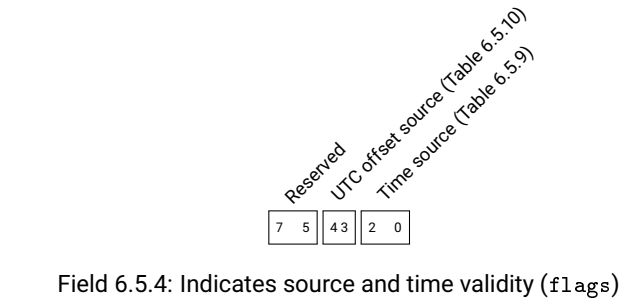 Reserved
UTC offset source (Table 6.5.10)
Time source (Table 6.5.9)
7 5 4 3 2 0
Field 6.5.4: Indicates source and time validity (flags)